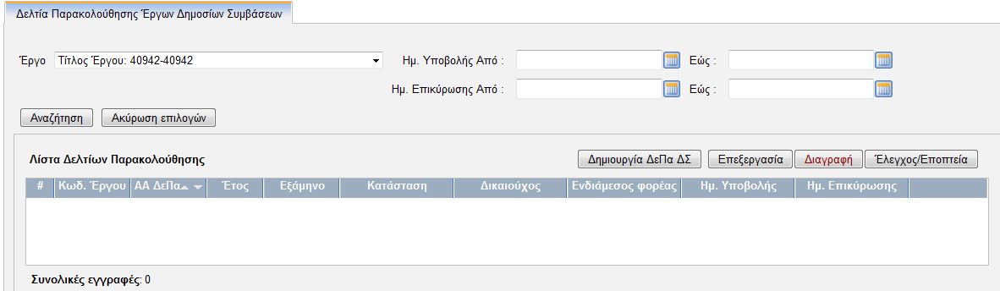 Δελτία Παρακολούθησης Έργων Δημοσίων Συμβάσεων
Έργο Τίτλος Έργου: 40942-40942 Ημ. Υποβολής Από : Εώς :
Ημ. Επικύρωσης Από : Εώς :
Αναζήτηση Ακύρωση επιλογών
Λίστα Δελτίων Παρακολούθησης Δημιουργία ΔεΠα ΔΣ Επεξεργασία Διαγραφή Έλεγχος/Εποπτεία
# Κωδ. Έργου ΑΑ ΔεΠα Έτος Εξάμηνο Κατάσταση Δικαιούχος Ενδιάμεσος φορέας Ημ. Υποβολής Ημ. Επικύρωσης
Συνολικές εγγραφές: 0